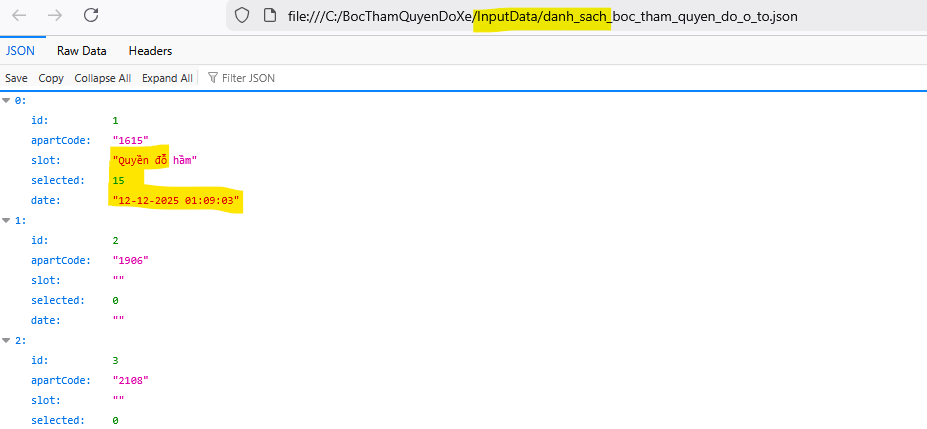 file:///C:/BocThamQuyenDoXe/InputData/danh_sach_boc_tham_quyen_do_o_to.json
JSON Raw Data Headers
Save Copy Collapse All Expand All Filter JSON
0:
id: 1
apartCode: "1615"
slot: "Quyền đỗ hầm"
selected: 15
date: "12-12-2025 01:09:03"
1:
id: 2
apartCode: "1906"
slot: ""
selected: 0
date: ""
2:
id: 3
apartCode: "2108"
slot: ""
selected: 0